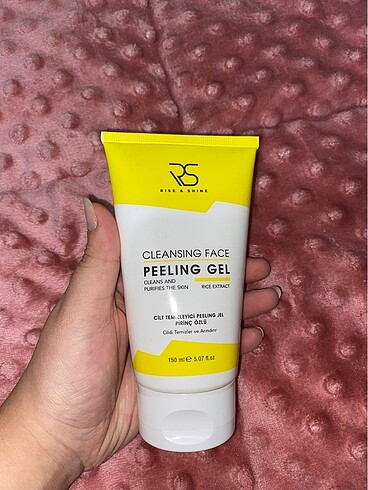 RS
RISE & SHINE
CLEANSING FACE
PEELING GEL
CLEANS AND
PURIFIES THE SKIN
RICE EXTRACT
CİLT TEMİZLEYİCİ PEELING JEL
PİRİNÇ ÖZLÜ
Cildi Temizler ve Arındırır
150 ml e 5.07 fl.oz